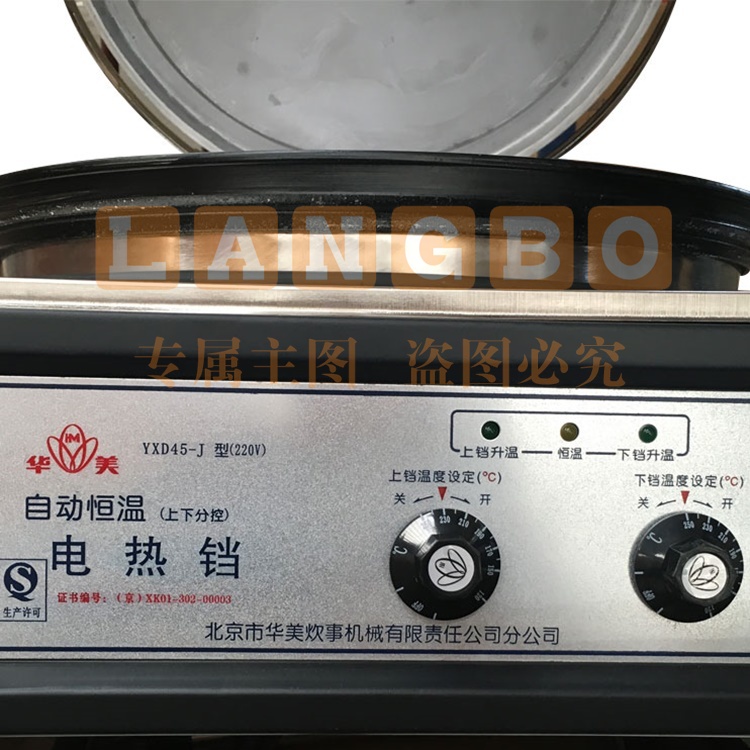 LANGBO
专属主图 盗图必究
华 HM 美
YXD45-J 型(220V)
自动恒温 (上下分控)
电热铛
S
生产许可
证书编号:(京)XK01-302-00003
上铛升温 恒温 下铛升温
上铛温度设定(℃)
关 开
下铛温度设定(℃)
关 开
北京市华美炊事机械有限责任公司分公司